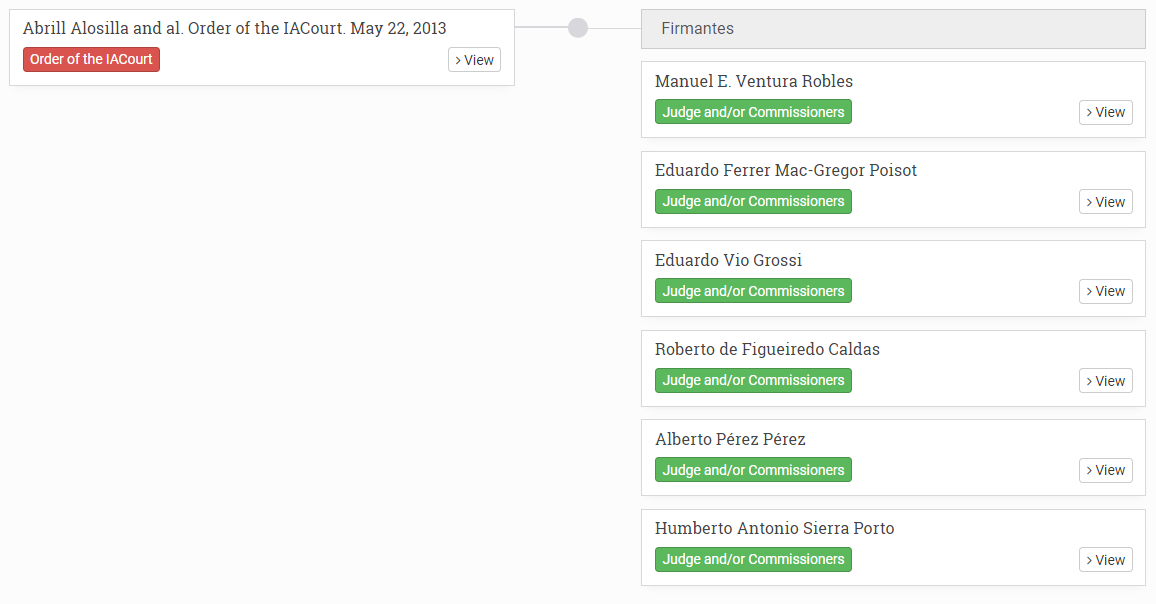 Abrill Alosilla and al. Order of the IACourt. May 22, 2013
Order of the IACourt
View
Firmantes
Manuel E. Ventura Robles
Judge and/or Commissioners
View
Eduardo Ferrer Mac-Gregor Poisot
Judge and/or Commissioners
View
Eduardo Vio Grossi
Judge and/or Commissioners
View
Roberto de Figueiredo Caldas
Judge and/or Commissioners
View
Alberto Pérez Pérez
Judge and/or Commissioners
View
Humberto Antonio Sierra Porto
Judge and/or Commissioners
View